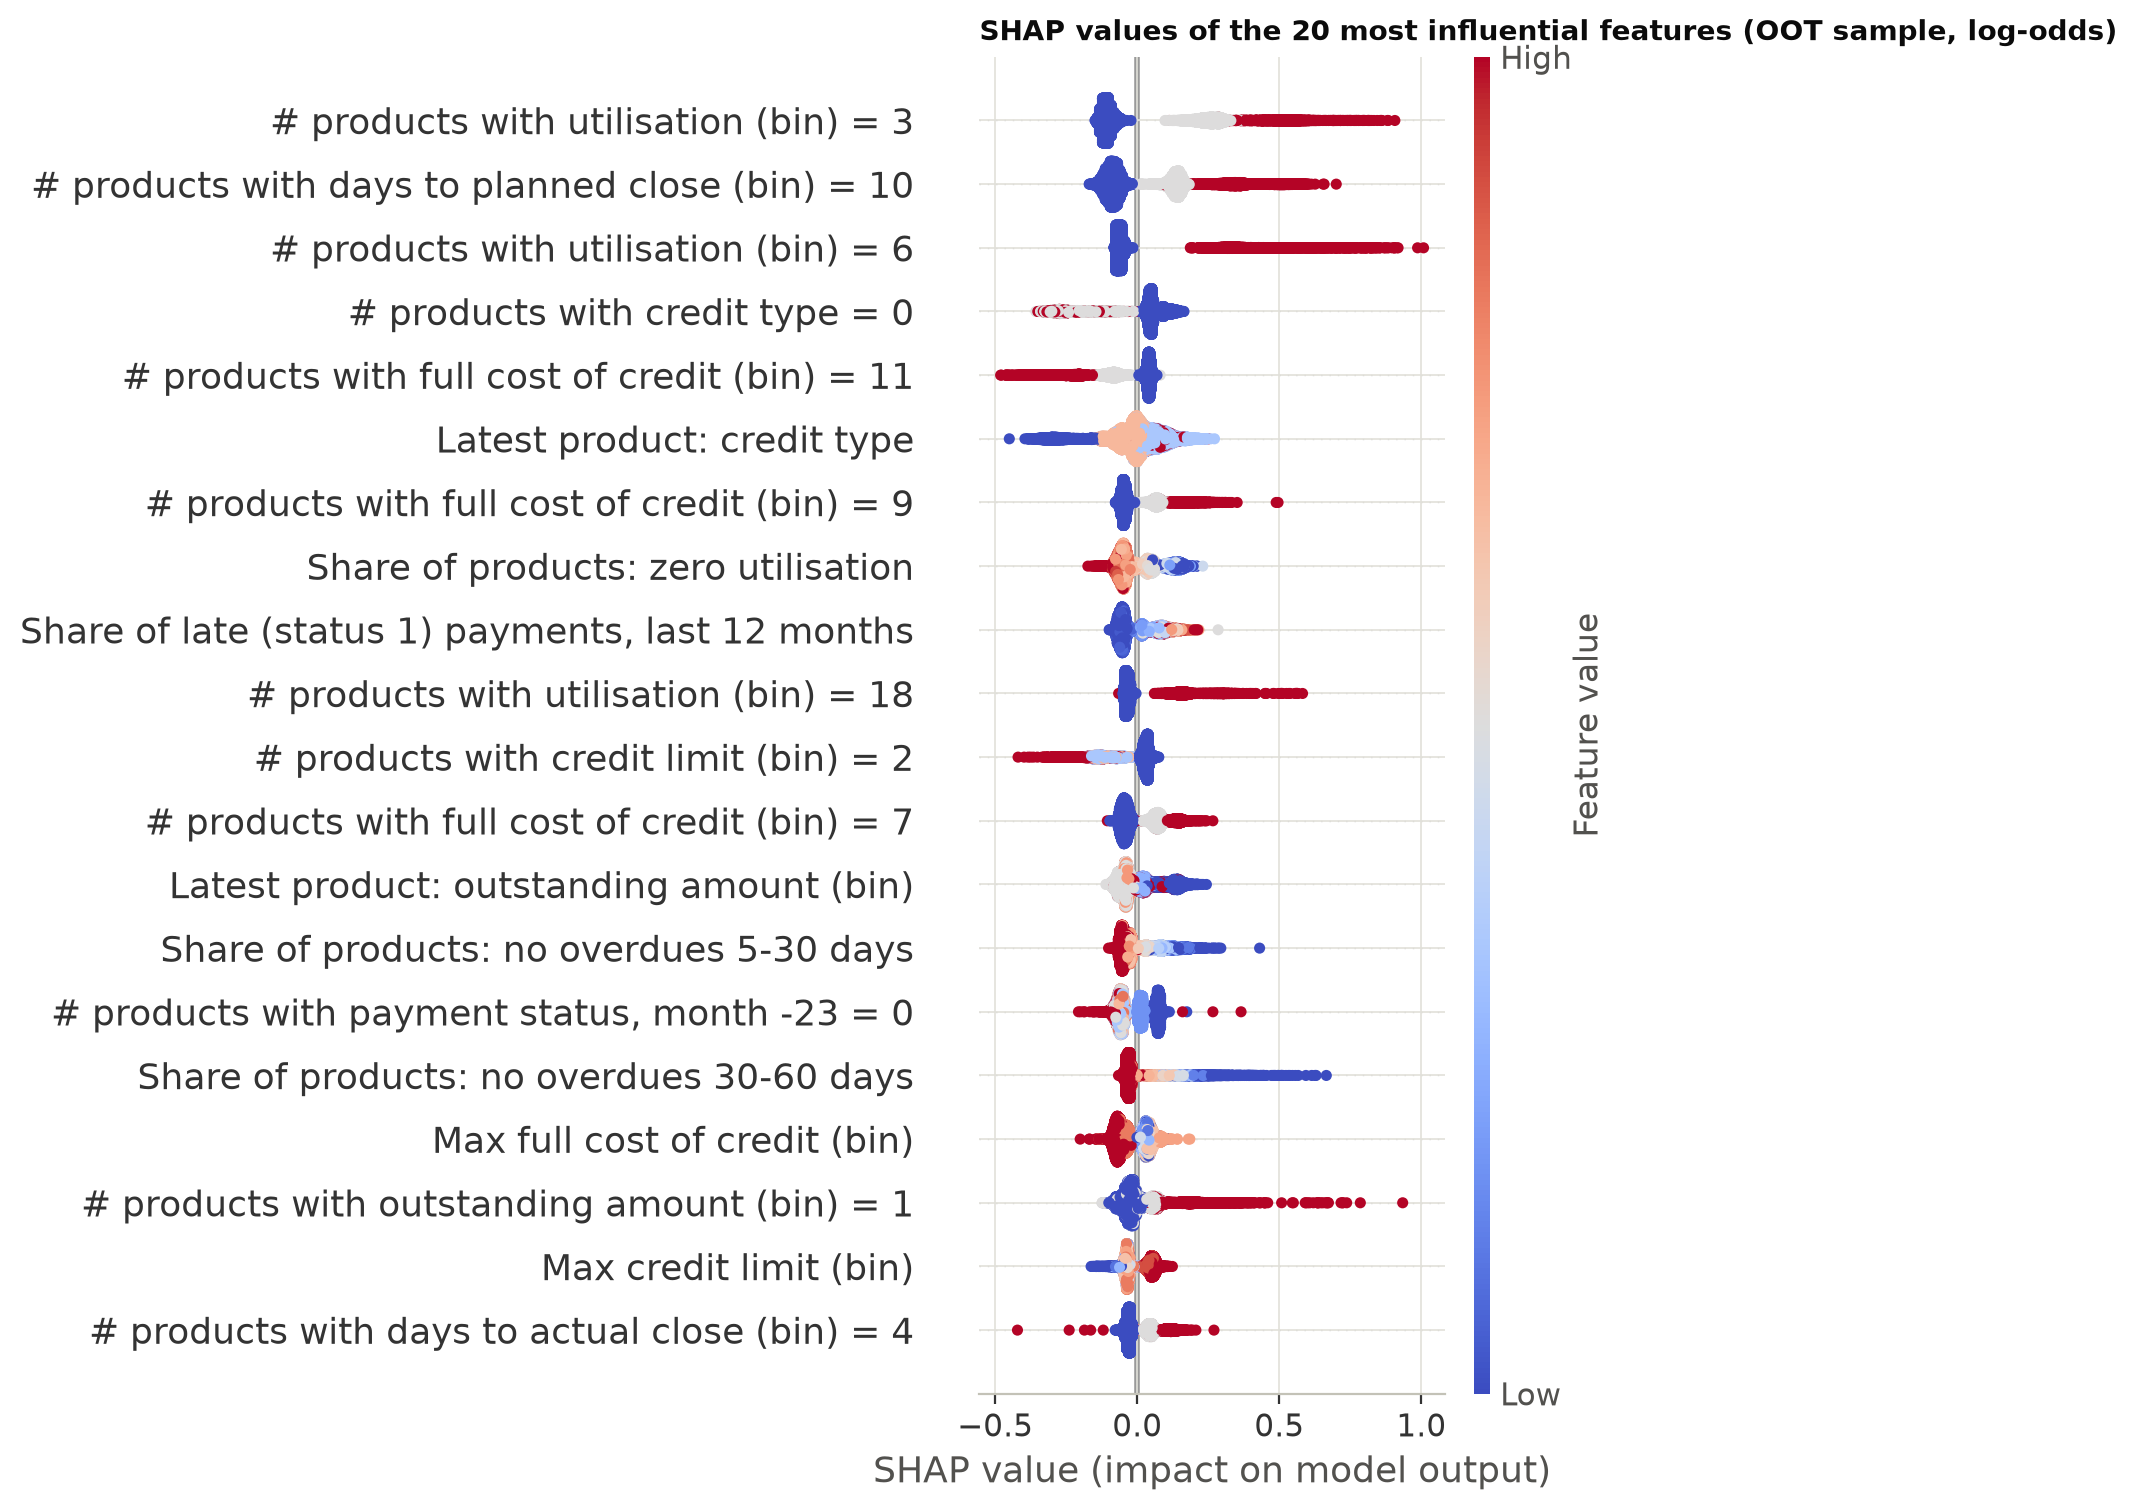 SHAP values of the 20 most influential features (OOT sample, log-odds)
High
# products with utilisation (bin) = 3
# products with days to planned close (bin) = 10
# products with utilisation (bin) = 6
# products with credit type = 0
# products with full cost of credit (bin) = 11
Latest product: credit type
# products with full cost of credit (bin) = 9
Share of products: zero utilisation
Share of late (status 1) payments, last 12 months
# products with utilisation (bin) = 18
# products with credit limit (bin) = 2
# products with full cost of credit (bin) = 7
Latest product: outstanding amount (bin)
Share of products: no overdues 5-30 days
# products with payment status, month -23 = 0
Share of products: no overdues 30-60 days
Max full cost of credit (bin)
# products with outstanding amount (bin) = 1
Max credit limit (bin)
# products with days to actual close (bin) = 4
Feature value
Low
−0.5 0.0 0.5 1.0
SHAP value (impact on model output)